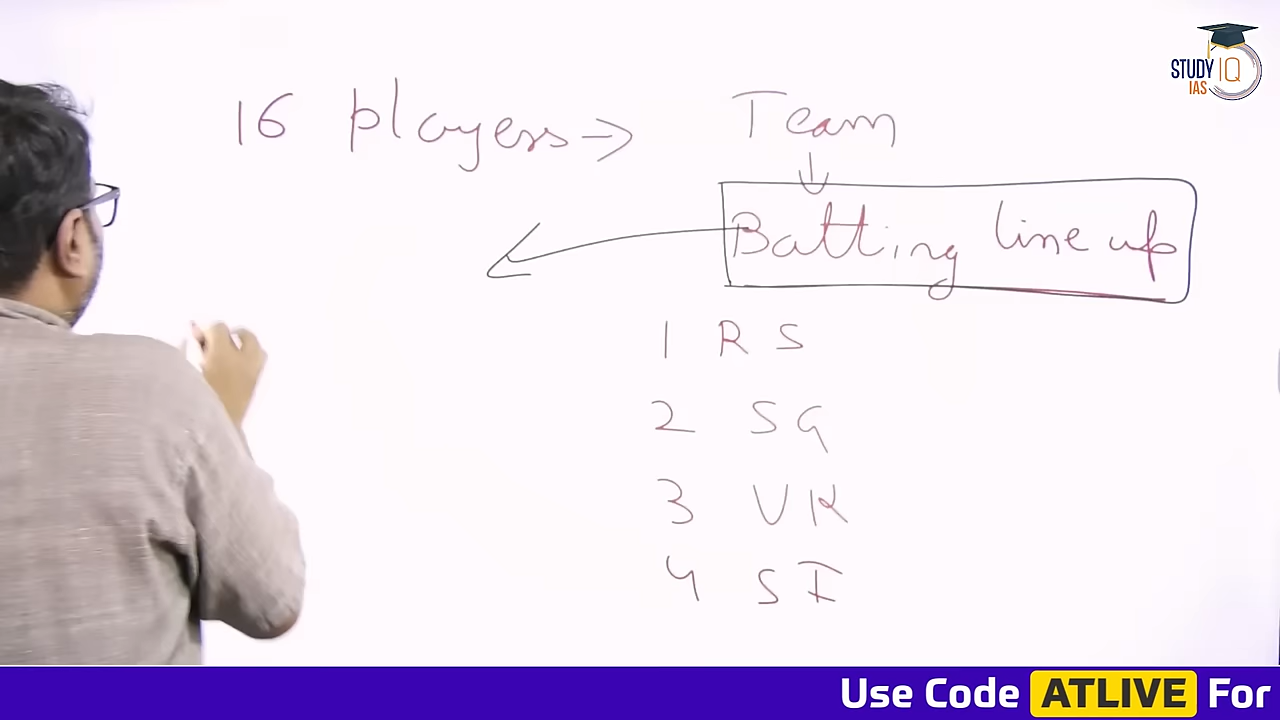 STUDY IQ
IAS
16 players → Team
↓
Batting line up
1 R S
2 S G
3 V K
4 S I
Use Code ATLIVE For